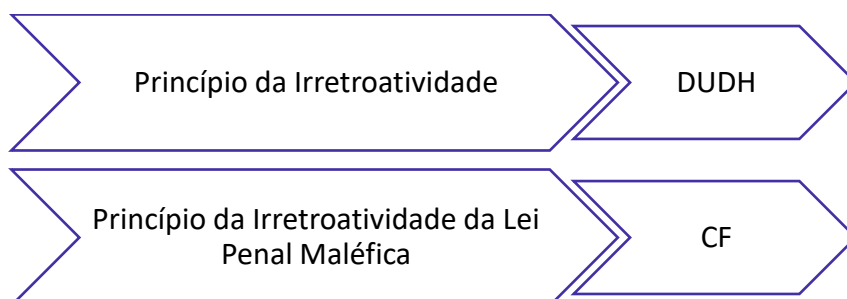 Princípio da Irretroatividade
DUDH
Princípio da Irretroatividade da Lei
Penal Maléfica
CF